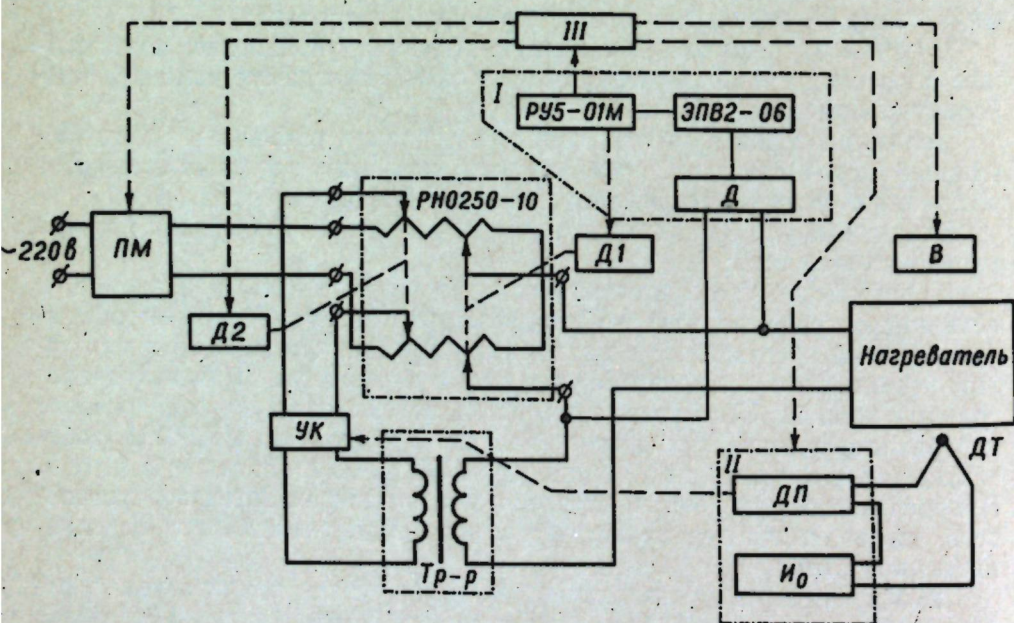 III
I
РУ5-01М
ЭПВ2-06
РНО250-10
Д
~220в
ПМ
Д1
В
Д2
Нагреватель
УК
ДТ
II
ДП
Тр-р
И₀